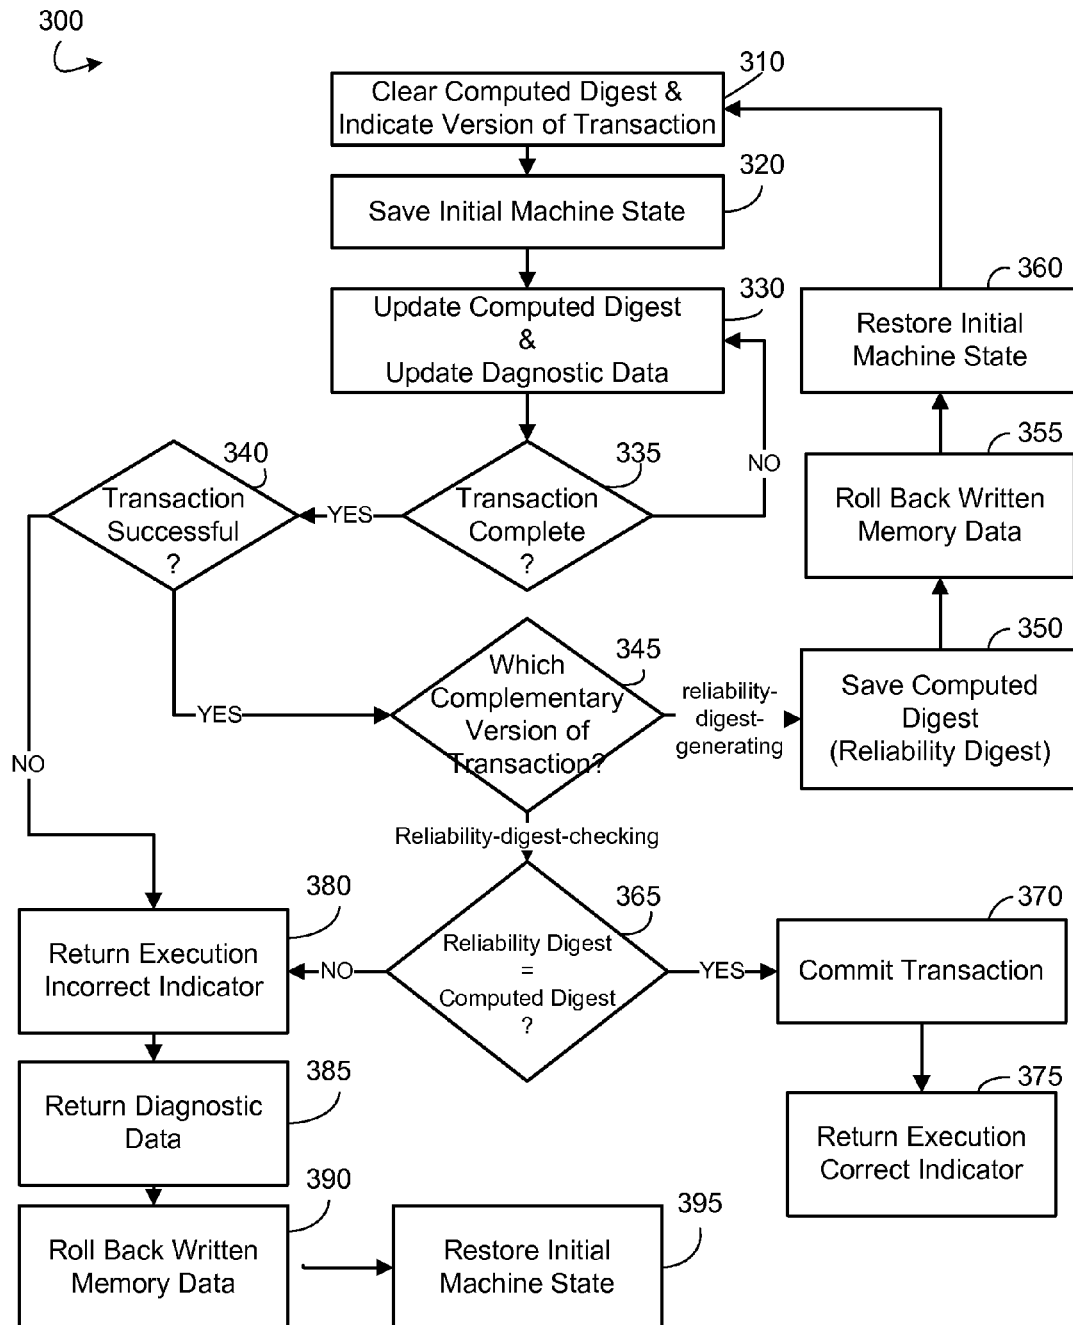 300
310
Clear Computed Digest &
Indicate Version of Transaction
320
Save Initial Machine State
330
Update Computed Digest
&
Update Dagnostic Data
360
Restore Initial
Machine State
355
Roll Back Written
Memory Data
340
Transaction
Successful
?
YES
335
Transaction
Complete
?
NO
345
Which
Complementary
Version of
Transaction?
YES
reliability-
digest-
generating
350
Save Computed
Digest
(Reliability Digest)
NO
Reliability-digest-checking
380
Return Execution
Incorrect Indicator
NO
365
Reliability Digest
=
Computed Digest
?
YES
370
Commit Transaction
385
Return Diagnostic
Data
375
Return Execution
Correct Indicator
390
Roll Back Written
Memory Data
395
Restore Initial
Machine State